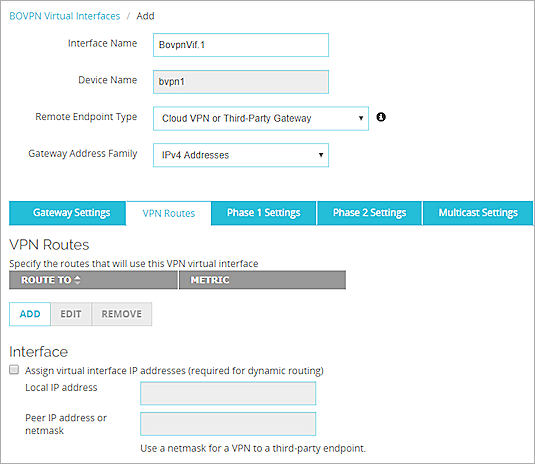 BOVPN Virtual Interfaces / Add
Interface Name BovpnVif.1
Device Name bvpn1
Remote Endpoint Type Cloud VPN or Third-Party Gateway
Gateway Address Family IPv4 Addresses
Gateway Settings VPN Routes Phase 1 Settings Phase 2 Settings Multicast Settings
VPN Routes
Specify the routes that will use this VPN virtual interface
ROUTE TO METRIC
ADD EDIT REMOVE
Interface
Assign virtual interface IP addresses (required for dynamic routing)
Local IP address
Peer IP address or
netmask
Use a netmask for a VPN to a third-party endpoint.